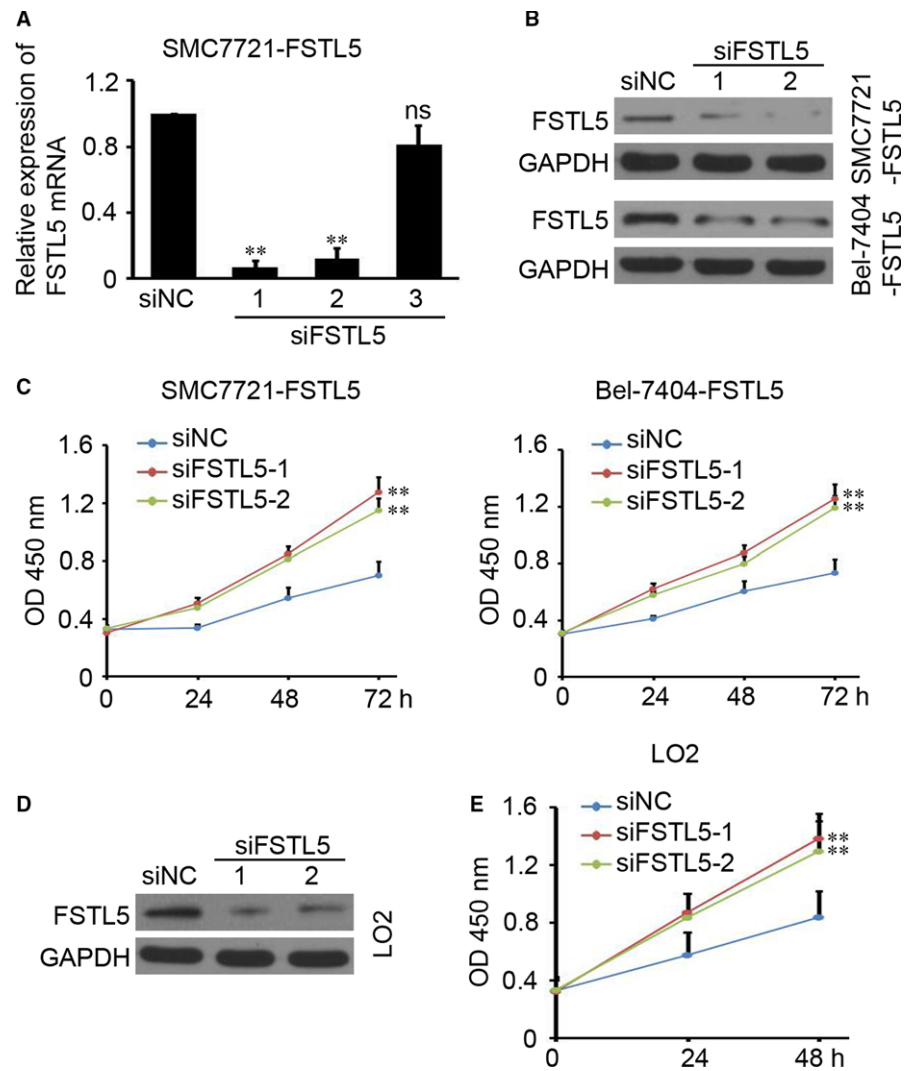 A
SMC7721-FSTL5
Relative expression of
FSTL5 mRNA
1.2
0.8
0.4
0
** ** ns
siNC 1 2 3
siFSTL5
B
siFSTL5
siNC 1 2
FSTL5
GAPDH
SMC7721
-FSTL5
FSTL5
GAPDH
Bel-7404
-FSTL5
C
SMC7721-FSTL5
siNC
siFSTL5-1
siFSTL5-2
OD 450 nm
1.6
1.2
0.8
0.4
0
**
**
0 24 48 72 h
Bel-7404-FSTL5
siNC
siFSTL5-1
siFSTL5-2
OD 450 nm
1.6
1.2
0.8
0.4
0
**
**
0 24 48 72 h
D
siFSTL5
siNC 1 2
FSTL5
GAPDH
LO2
E
LO2
siNC
siFSTL5-1
siFSTL5-2
OD 450 nm
1.6
1.2
0.8
0.4
0
**
**
0 24 48 h